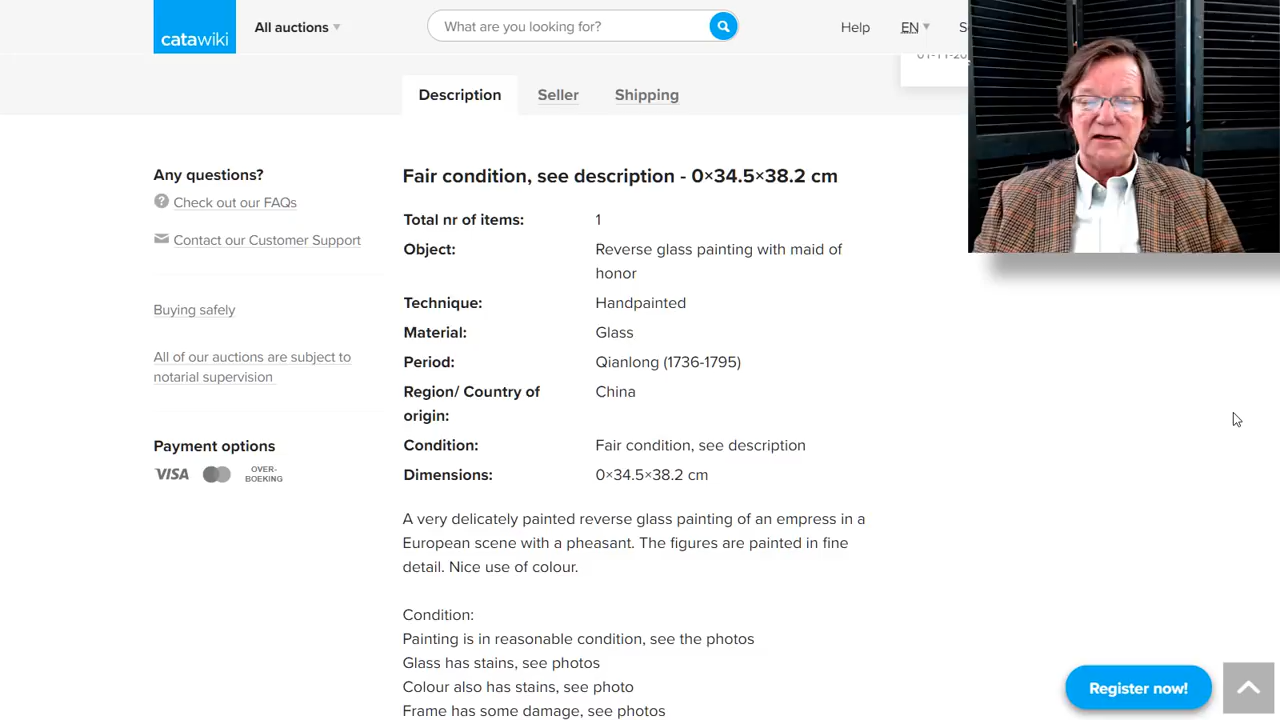 catawiki
All auctions
What are you looking for?
Help
EN
Description
Seller
Shipping
Any questions?
Check out our FAQs
Contact our Customer Support
Buying safely
All of our auctions are subject to
notarial supervision
Payment options
VISA
OVER-
BOEKING
Fair condition, see description - 0×34.5×38.2 cm
Total nr of items: 1
Object: Reverse glass painting with maid of
honor
Technique: Handpainted
Material: Glass
Period: Qianlong (1736-1795)
Region/ Country of China
origin:
Condition: Fair condition, see description
Dimensions: 0×34.5×38.2 cm
A very delicately painted reverse glass painting of an empress in a
European scene with a pheasant. The figures are painted in fine
detail. Nice use of colour.
Condition:
Painting is in reasonable condition, see the photos
Glass has stains, see photos
Colour also has stains, see photo
Frame has some damage, see photos
Register now!